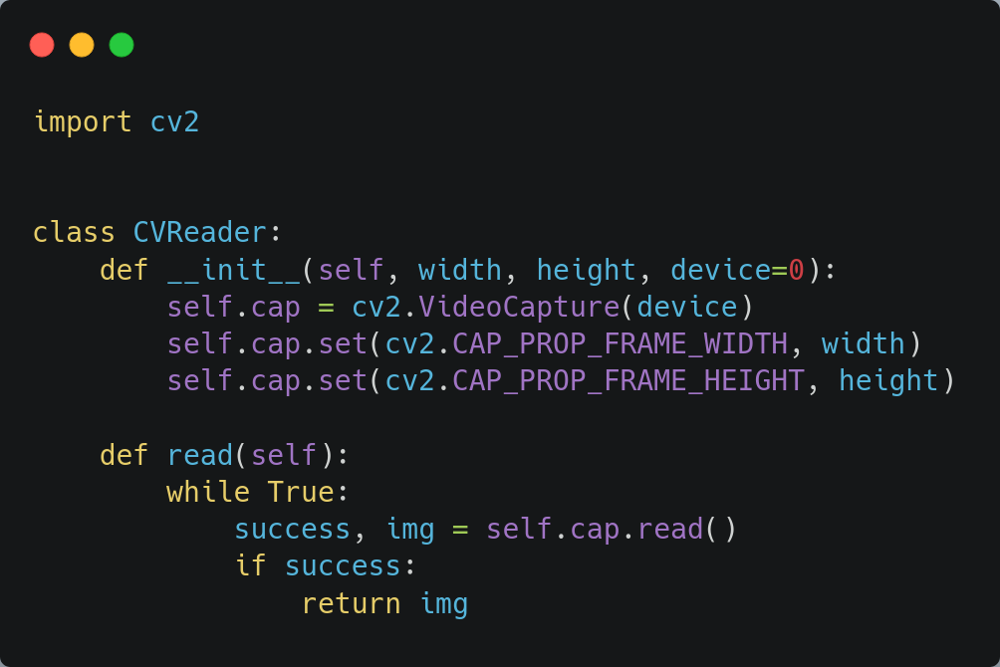 import cv2
class CVReader:
    def __init__(self, width, height, device=0):
        self.cap = cv2.VideoCapture(device)
        self.cap.set(cv2.CAP_PROP_FRAME_WIDTH, width)
        self.cap.set(cv2.CAP_PROP_FRAME_HEIGHT, height)
    def read(self):
        while True:
            success, img = self.cap.read()
            if success:
                return img